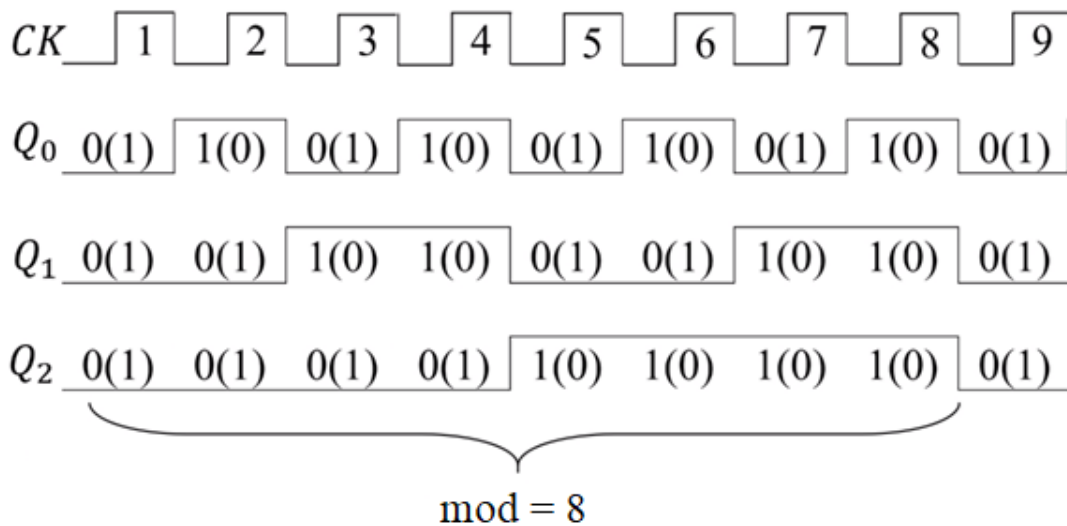 CK 1 2 3 4 5 6 7 8 9
Q₀ 0(1) 1(0) 0(1) 1(0) 0(1) 1(0) 0(1) 1(0) 0(1)
Q₁ 0(1) 0(1) 1(0) 1(0) 0(1) 0(1) 1(0) 1(0) 0(1)
Q₂ 0(1) 0(1) 0(1) 0(1) 1(0) 1(0) 1(0) 1(0) 0(1)
mod = 8